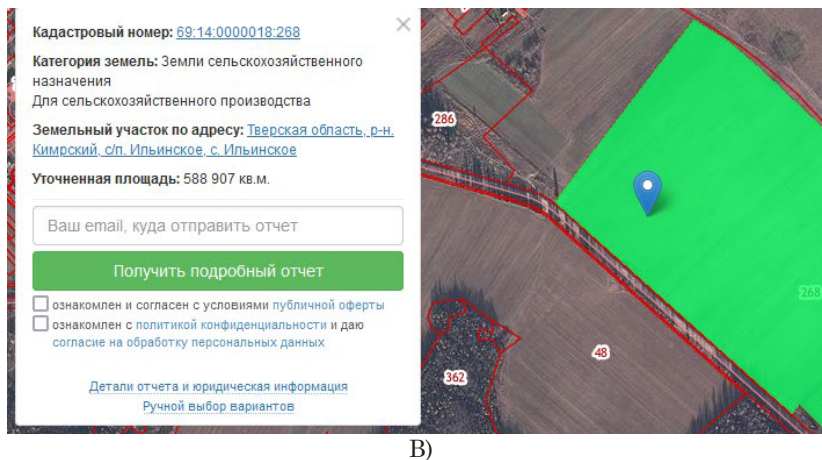 Кадастровый номер: 69:14:0000018:268
Категория земель: Земли сельскохозяйственного
назначения
Для сельскохозяйственного производства
Земельный участок по адресу: Тверская область, р-н.
Кимрский, с/п. Ильинское, с. Ильинское
Уточненная площадь: 588 907 кв.м.
Ваш email, куда отправить отчет
Получить подробный отчет
ознакомлен и согласен с условиями публичной оферты
ознакомлен с политикой конфиденциальности и даю
согласие на обработку персональных данных
Детали отчета и юридическая информация
Ручной выбор вариантов
286
268
48
362
В)